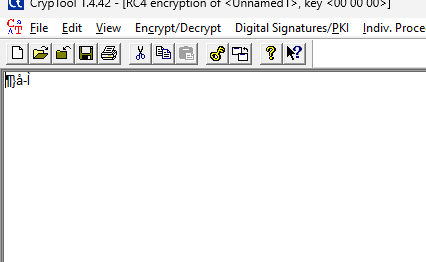 CrypTool 1.4.42 - [RC4 encryption of <Unnamed1>, key <00 00 00>]
File Edit View Encrypt/Decrypt Digital Signatures/PKI Indiv. Proce
¶}å-Ì